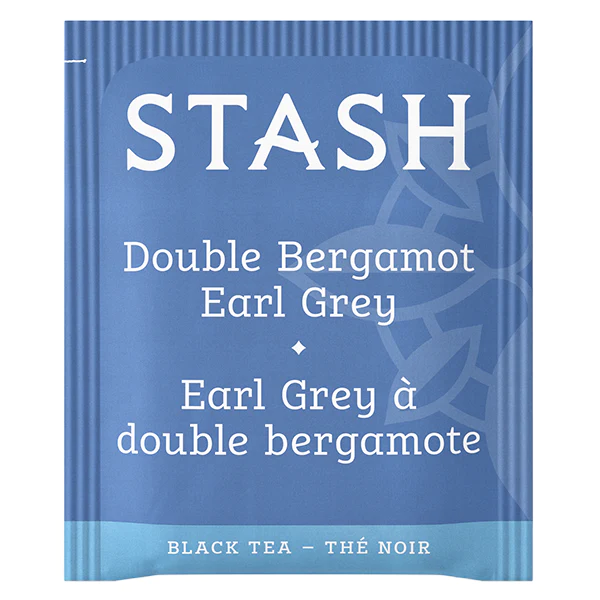 STASH
Double Bergamot
Earl Grey
Earl Grey à
double bergamote
BLACK TEA – THÉ NOIR